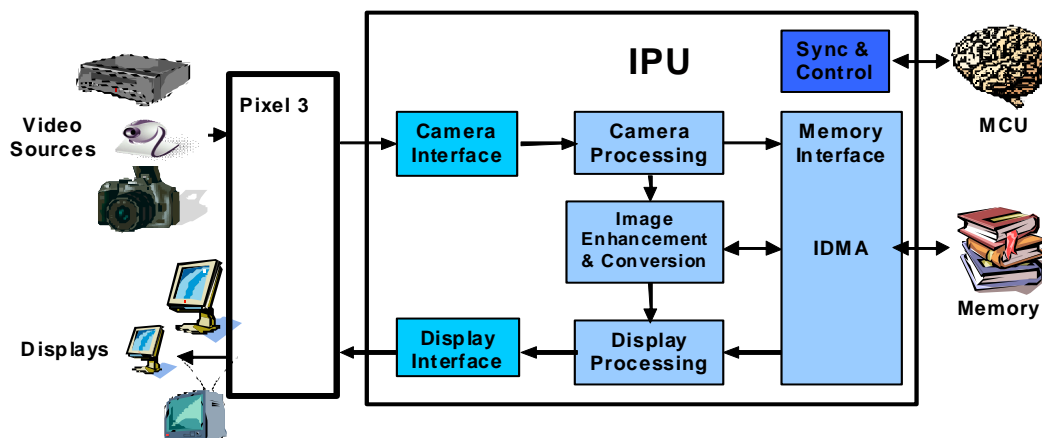 IPU
Sync &
Control
MCU
Pixel 3
Video
Sources
Camera
Interface
Camera
Processing
Memory
Interface
Image
Enhancement
& Conversion
IDMA
Memory
Displays
Display
Interface
Display
Processing